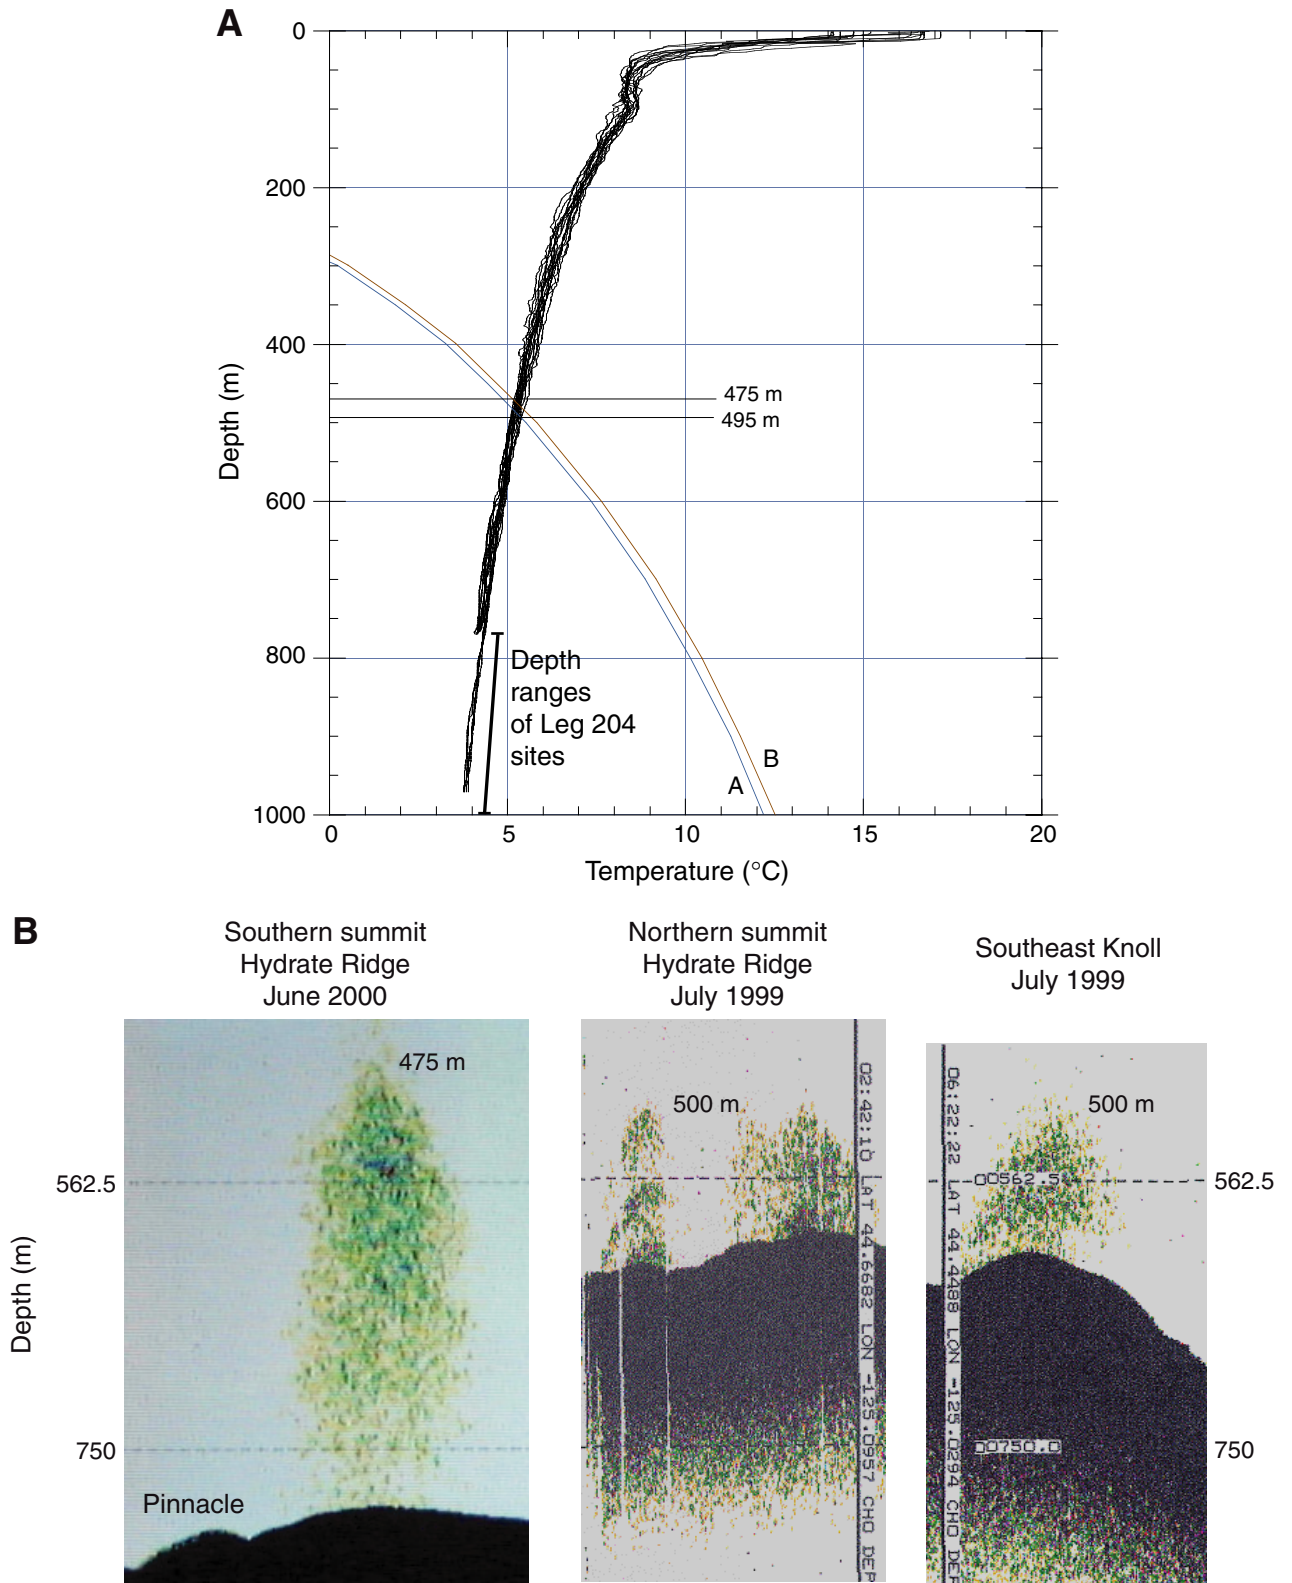 A
0
200
400
600
800
1000
Depth (m)
475 m
495 m
Depth
ranges
of Leg 204
sites
B
A
0
5
10
15
20
Temperature (°C)
B
Southern summit
Hydrate Ridge
June 2000
Northern summit
Hydrate Ridge
July 1999
Southeast Knoll
July 1999
475 m
500 m
500 m
562.5
750
Depth (m)
Pinnacle
02:42:10 LAT 44.6682 LON -125.0957 CHO DEP
06:22:22 LAT 44.4488 LON -125.0294 CHO DEP
00562.5
00750.0
562.5
750